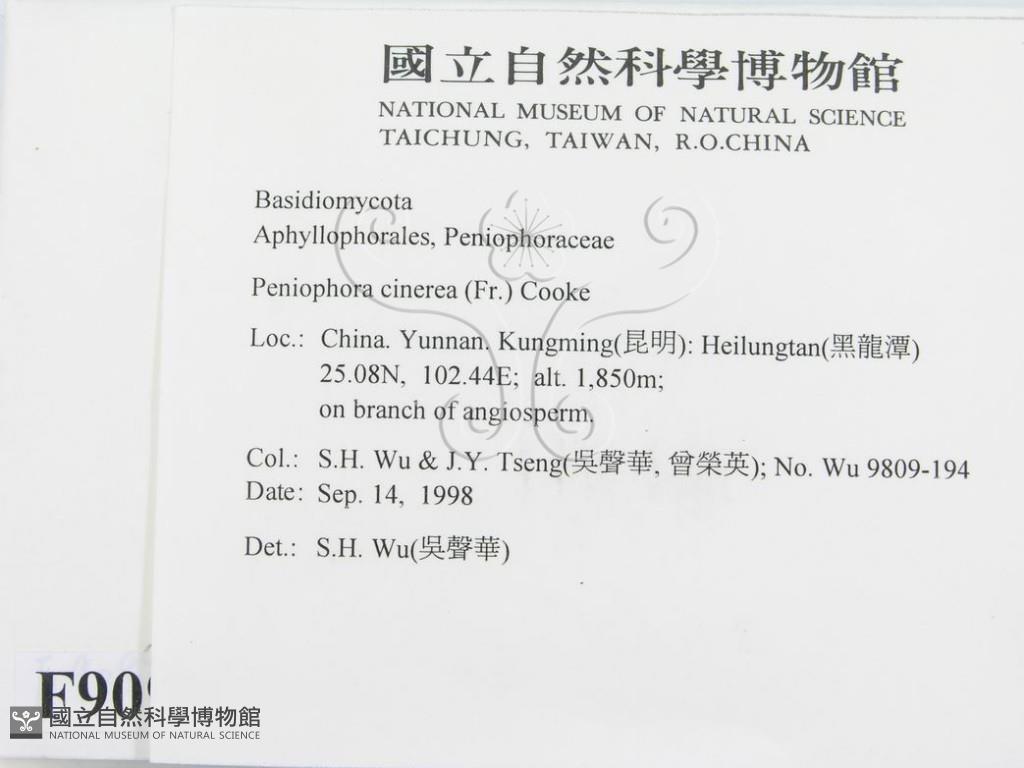 國立自然科學博物館
NATIONAL MUSEUM OF NATURAL SCIENCE
TAICHUNG, TAIWAN, R.O.CHINA
Basidiomycota
Aphyllophorales, Peniophoraceae
Peniophora cinerea (Fr.) Cooke
Loc.: China. Yunnan. Kungming(昆明): Heilungtan(黑龍潭)
25.08N, 102.44E; alt. 1,850m;
on branch of angiosperm.
Col.: S.H. Wu & J.Y. Tseng(吳聲華, 曾榮英); No. Wu 9809-194
Date: Sep. 14, 1998
Det.: S.H. Wu(吳聲華)
國立自然科學博物館
NATIONAL MUSEUM OF NATURAL SCIENCE